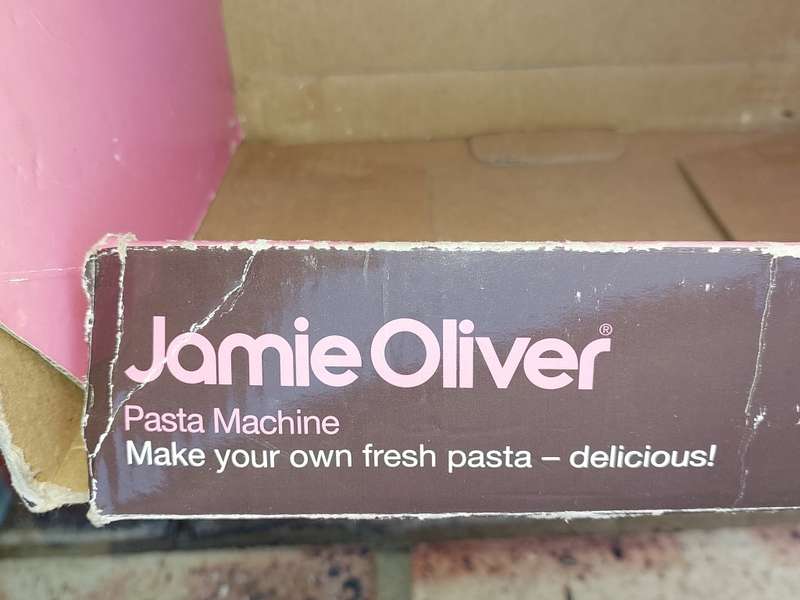 Jamie Oliver®
Pasta Machine
Make your own fresh pasta – delicious!